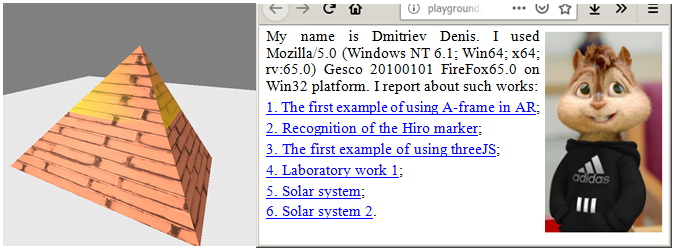 playground.
My name is Dmitriev Denis. I used
Mozilla/5.0 (Windows NT 6.1; Win64; x64;
rv:65.0) Gesco 20100101 FireFox65.0 on
Win32 platform. I report about such works:
1. The first example of using A-frame in AR;
2. Recognition of the Hiro marker;
3. The first example of using threeJS;
4. Laboratory work 1;
5. Solar system;
6. Solar system 2.
adidas